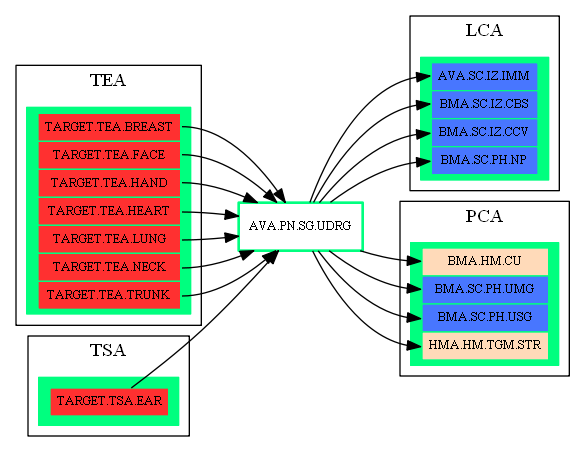 TEA
TARGET.TEA.BREAST
TARGET.TEA.FACE
TARGET.TEA.HAND
TARGET.TEA.HEART
TARGET.TEA.LUNG
TARGET.TEA.NECK
TARGET.TEA.TRUNK
TSA
TARGET.TSA.EAR
AVA.PN.SG.UDRG
LCA
AVA.SC.IZ.IMM
BMA.SC.IZ.CBS
BMA.SC.IZ.CCV
BMA.SC.PH.NP
PCA
BMA.HM.CU
BMA.SC.PH.UMG
BMA.SC.PH.USG
HMA.HM.TGM.STR